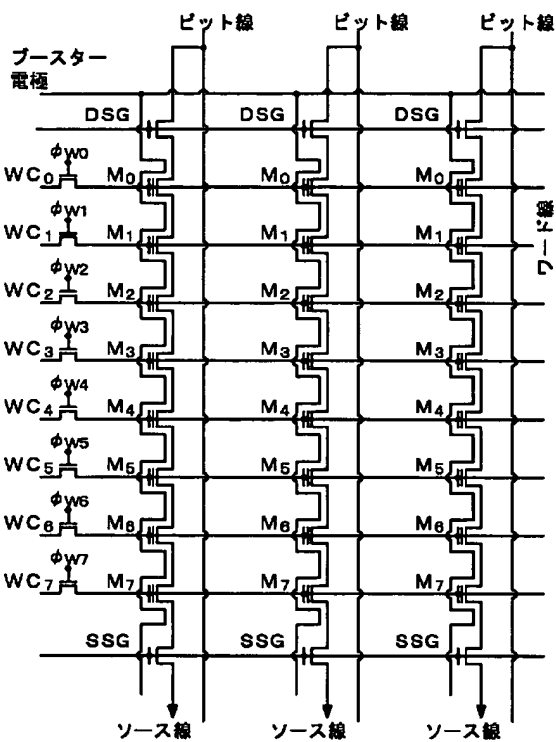 ビット線 ビット線 ビット線
ブースター
電極
DSG DSG DSG
φW0
WC0 M0 M0 M0
φW1
WC1 M1 M1 M1
ワード線
φW2
WC2 M2 M2 M2
φW3
WC3 M3 M3 M3
φW4
WC4 M4 M4 M4
φW5
WC5 M5 M5 M5
φW6
WC6 M6 M6 M6
φW7
WC7 M7 M7 M7
SSG SSG SSG
ソース線 ソース線 ソース線